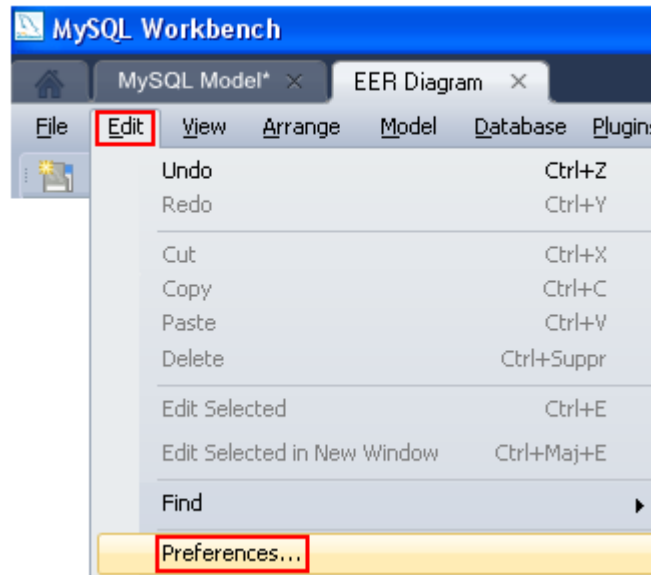 MySQL Workbench
MySQL Model* × EER Diagram ×
File Edit View Arrange Model Database Plugins
Undo Ctrl+Z
Redo Ctrl+Y
Cut Ctrl+X
Copy Ctrl+C
Paste Ctrl+V
Delete Ctrl+Suppr
Edit Selected Ctrl+E
Edit Selected in New Window Ctrl+Maj+E
Find
Preferences...